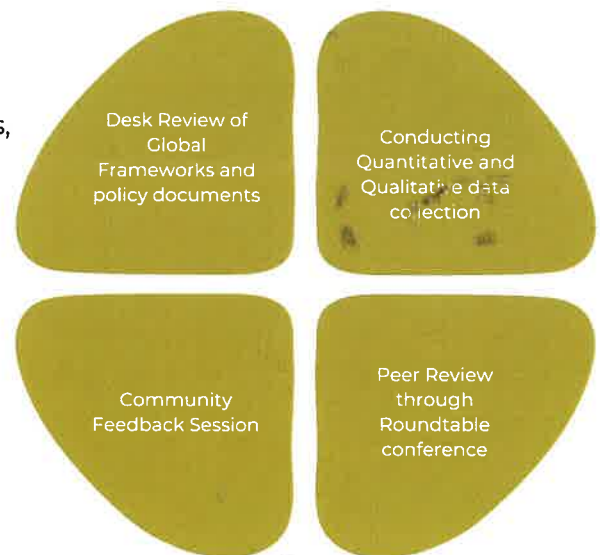 s,
Desk Review of
Global
Frameworks and
policy documents
Conducting
Quantitative and
Qualitative data
collection
Community
Feedback Session
Peer Review
through
Roundtable
conference